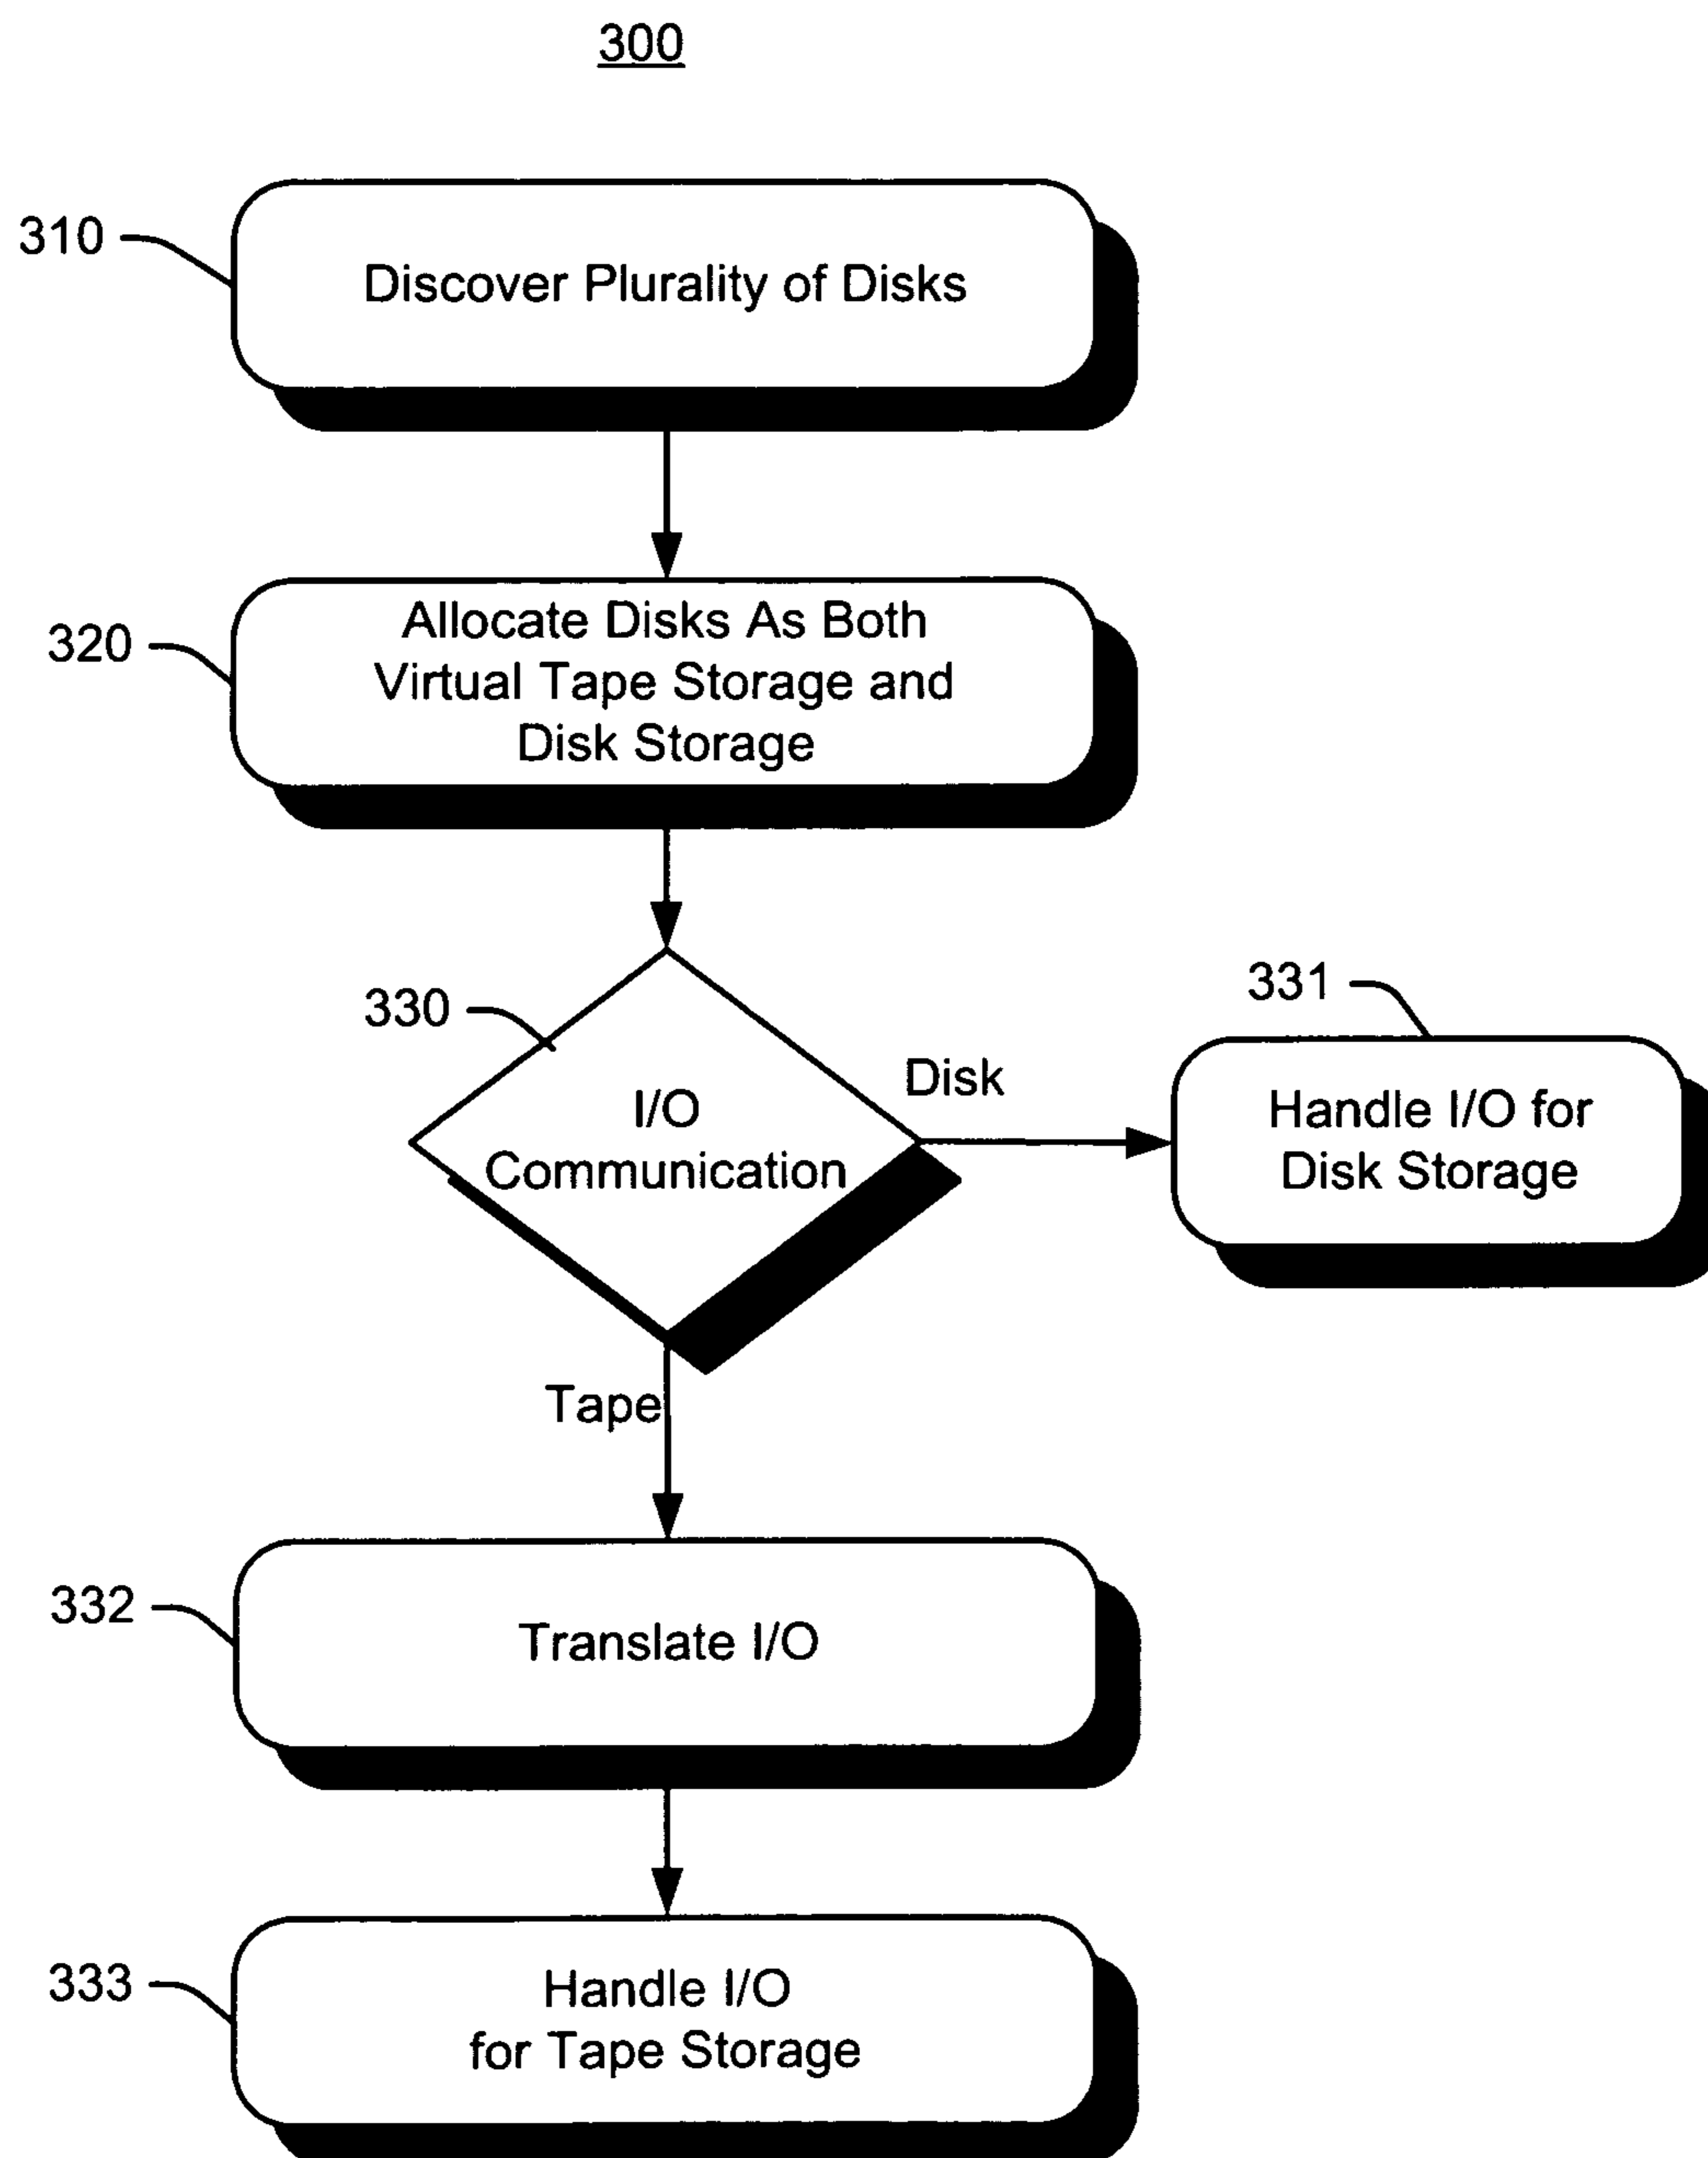 300
310
Discover Plurality of Disks
320
Allocate Disks As Both
Virtual Tape Storage and
Disk Storage
330
I/O
Communication
Disk
331
Handle I/O for
Disk Storage
Tape
332
Translate I/O
333
Handle I/O
for Tape Storage